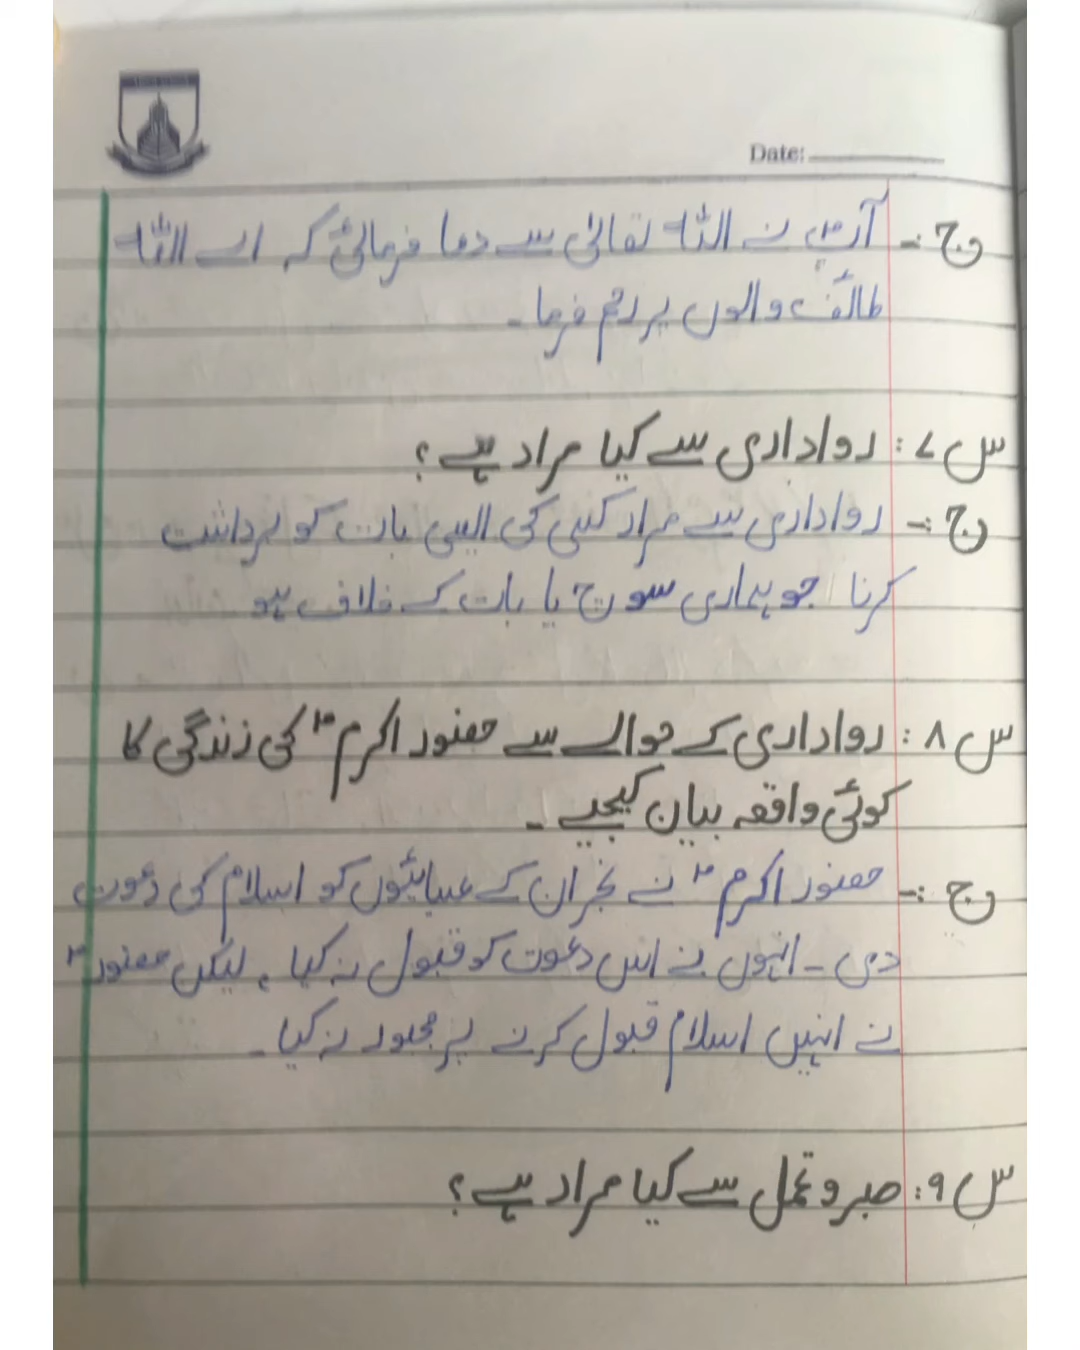 Date:
ج :- آپؐ نے اللہ تعالیٰ سے دعا فرمائی کہ اے اللہ
طائف والوں پر رحم فرما۔
س ۷: رواداری سے کیا مراد ہے؟
ج :- رواداری سے مراد کسی کی ایسی بات کو برداشت
کرنا جو ہماری سوچ یا بات کے خلاف ہو
س ۸: رواداری کے حوالے سے حضور اکرمؐ کی زندگی کا
کوئی واقعہ بیان کیجیے۔
ج :- حضور اکرمؐ نے نجران کے عیسائیوں کو اسلام کی دعوت
دی۔ انہوں نے اس دعوت کو قبول نہ کیا، لیکن حضورؐ
نے انہیں اسلام قبول کرنے پر مجبور نہ کیا۔
س ۹: صبر و تحمل سے کیا مراد ہے؟